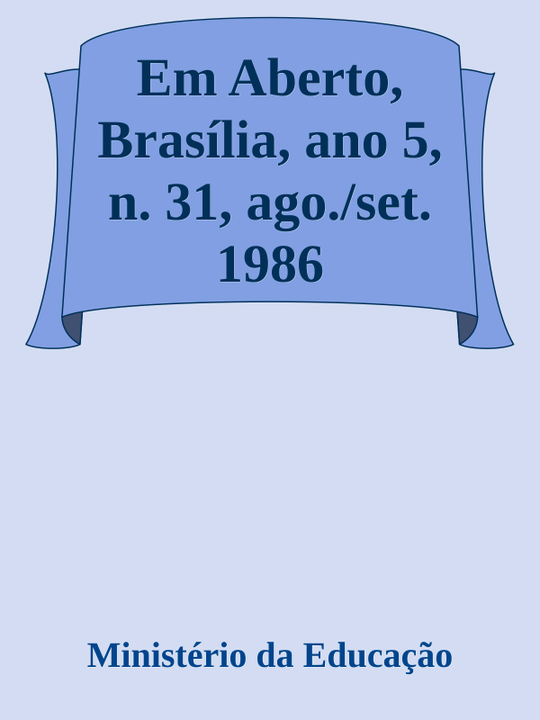 Em Aberto,
Brasília, ano 5,
n. 31, ago./set.
1986
Ministério da Educação